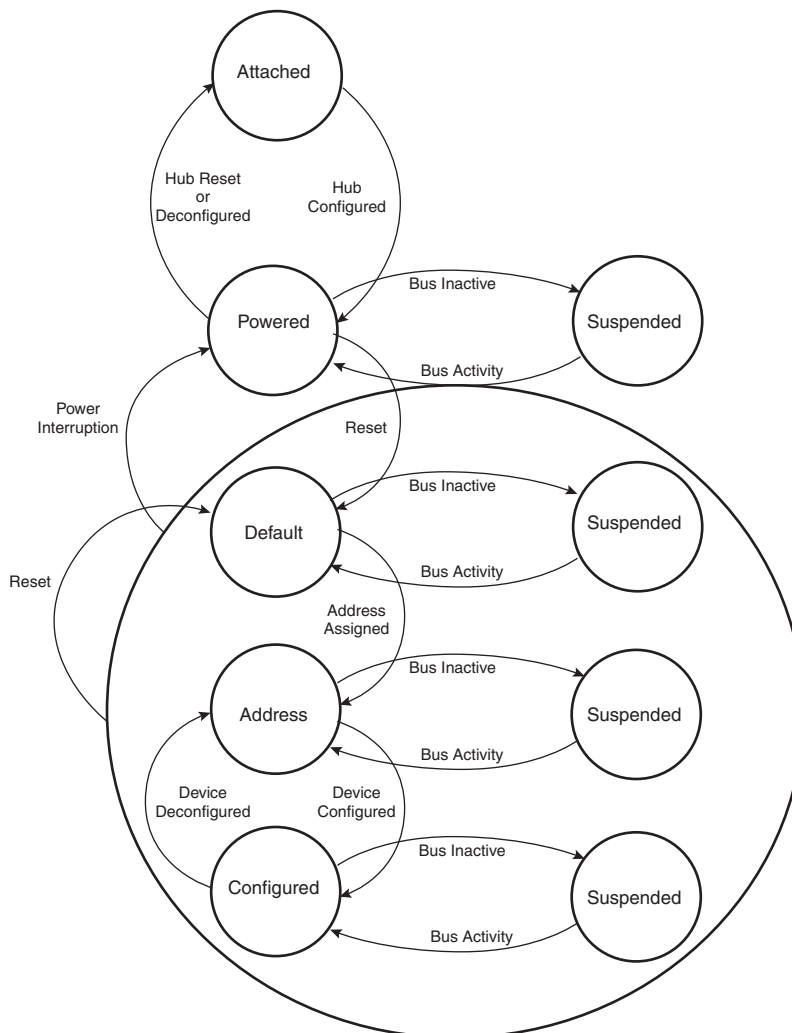 Attached
Hub Reset
or
Deconfigured
Hub
Configured
Bus Inactive
Powered
Suspended
Bus Activity
Power
Interruption
Reset
Bus Inactive
Default
Suspended
Bus Activity
Reset
Address
Assigned
Bus Inactive
Address
Suspended
Bus Activity
Device
Deconfigured
Device
Configured
Bus Inactive
Configured
Suspended
Bus Activity